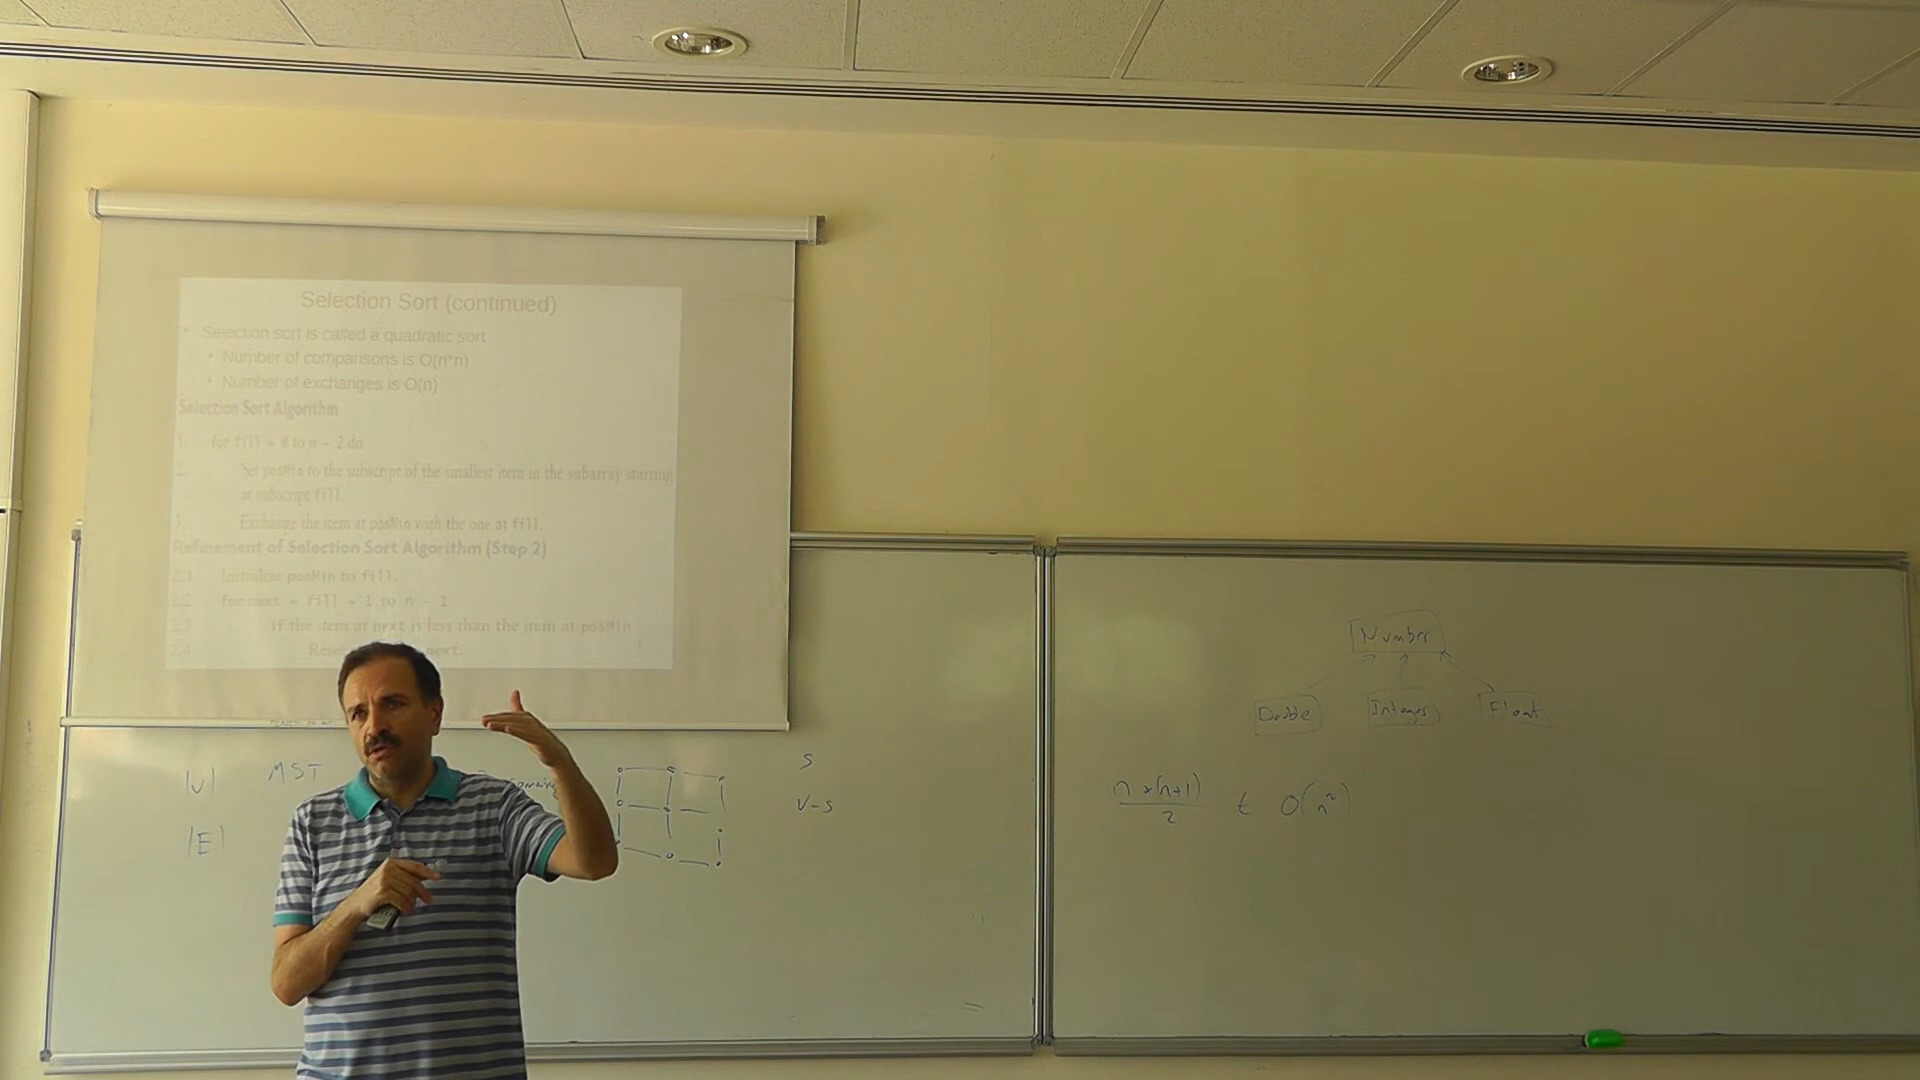 Selection Sort (continued)
• Selection sort is called a quadratic sort
• Number of comparisons is O(n*n)
• Number of exchanges is O(n)
Selection Sort Algorithm
1. for fill = 0 to n - 2 do
2. Set posMin to the subscript of the smallest item in the subarray starting
at subscript fill.
3. Exchange the item at posMin with the one at fill.
Refinement of Selection Sort Algorithm (Step 2)
2.1 Initialize posMin to fill.
2.2 for next = fill + 1 to n - 1
2.3 if the item at next is less than the item at posMin
2.4 next.
|V| MST
|E|
S
V-S
Number
Double Integer Float
n*(n+1)
2
∈ O(n²)